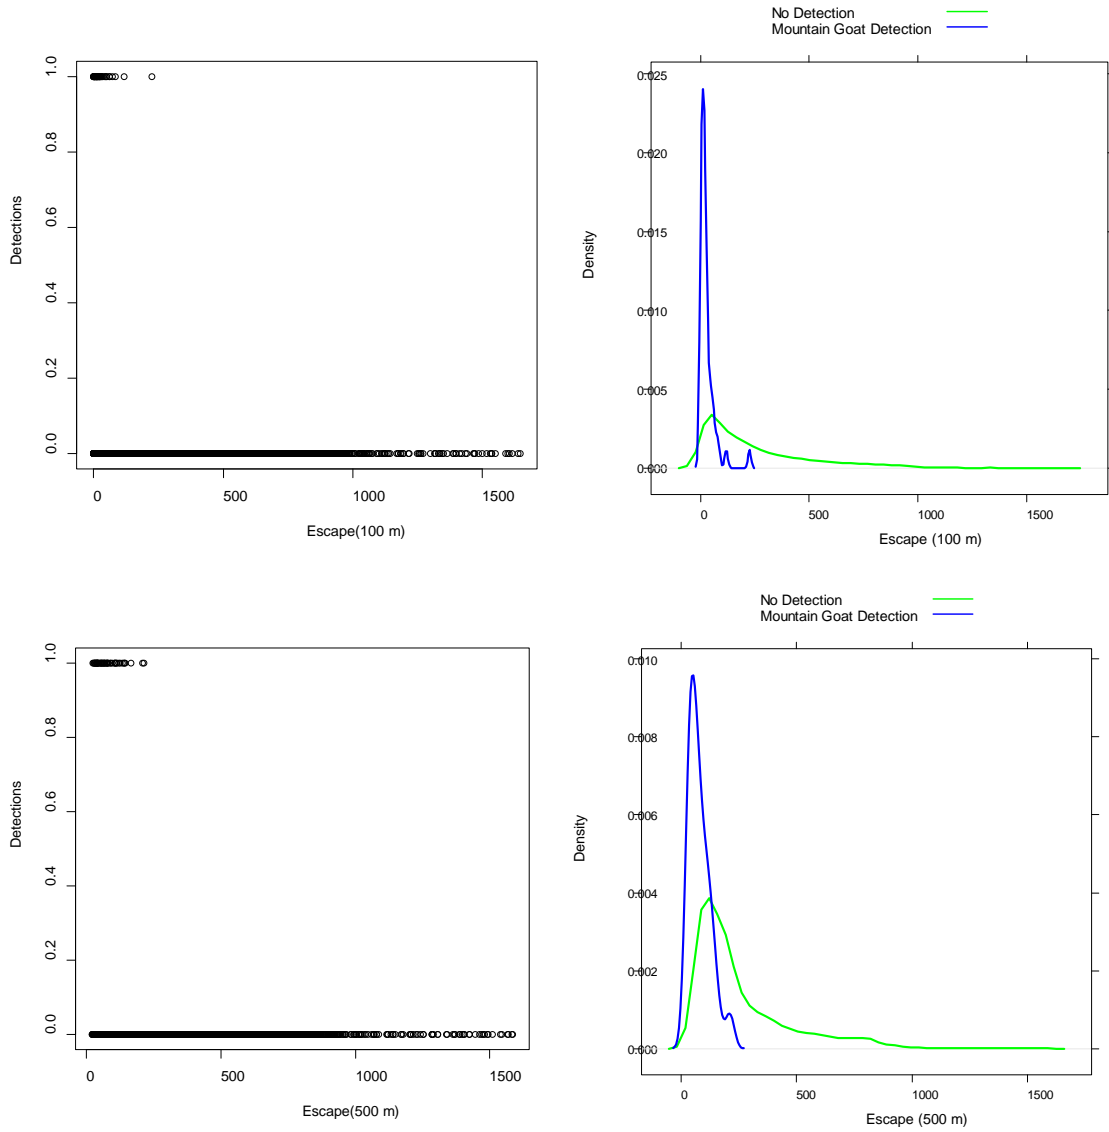 No Detection
Mountain Goat Detection
1.0
0.8
0.6
0.4
0.2
0.0
Detections
0 500 1000 1500
Escape(100 m)
0.025
0.020
0.015
0.010
0.005
0.000
Density
0 500 1000 1500
Escape (100 m)
No Detection
Mountain Goat Detection
1.0
0.8
0.6
0.4
0.2
0.0
Detections
0 500 1000 1500
Escape(500 m)
0.010
0.008
0.006
0.004
0.002
0.000
Density
0 500 1000 1500
Escape (500 m)